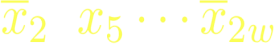 x̅₂ x₅ ⋯ x̅₂w